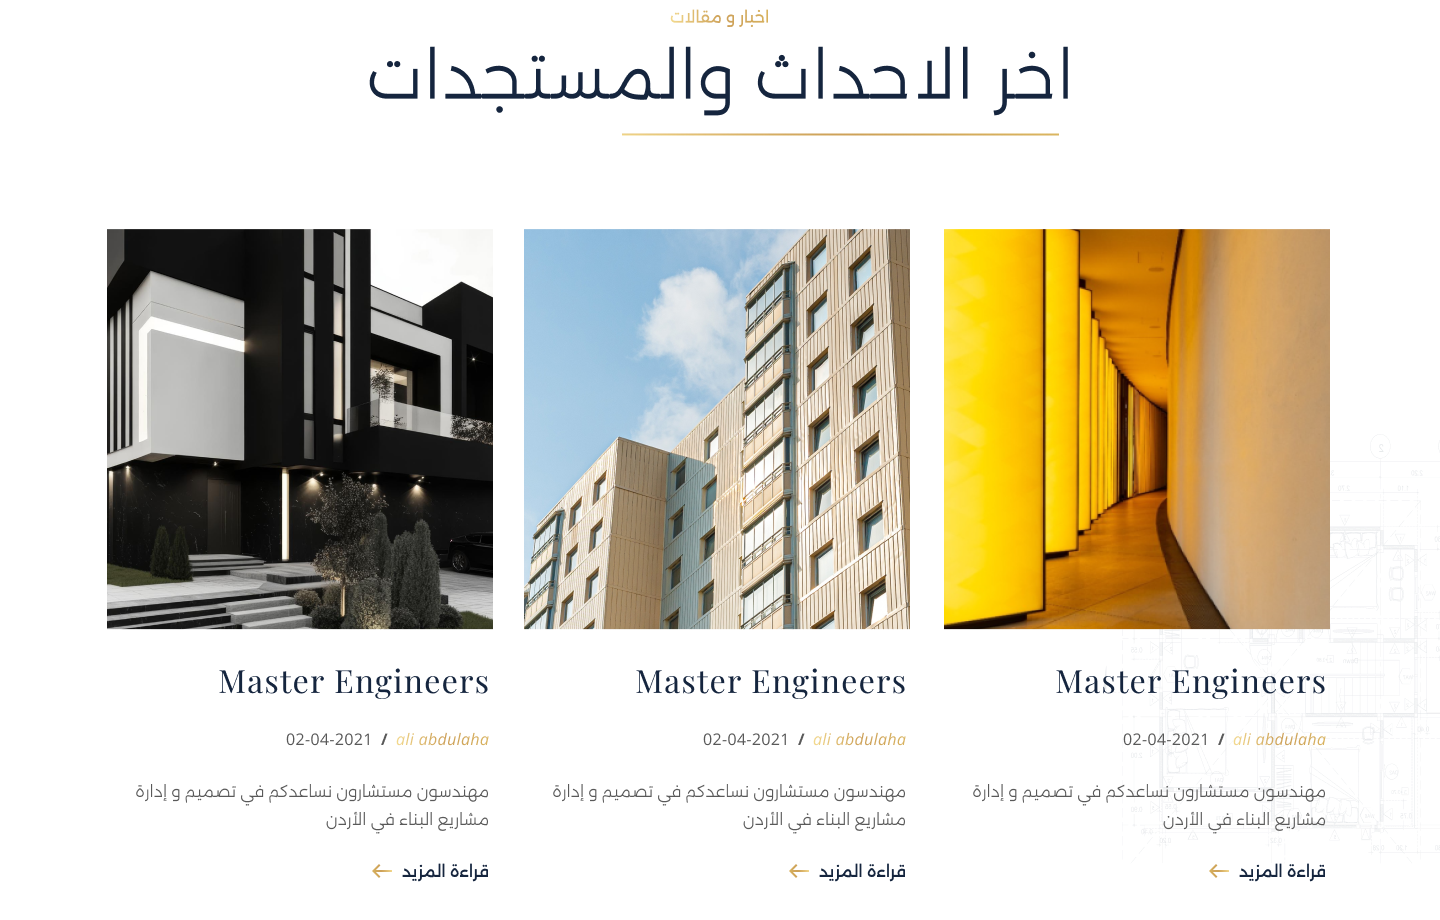 اخبار و مقالات
اخر الاحداث والمستجدات
Master Engineers
ali abdulaha / 02-04-2021
مهندسون مستشارون نساعدكم في تصميم و إدارة
مشاريع البناء في الأردن
قراءة المزيد
Master Engineers
ali abdulaha / 02-04-2021
مهندسون مستشارون نساعدكم في تصميم و إدارة
مشاريع البناء في الأردن
قراءة المزيد
Master Engineers
ali abdulaha / 02-04-2021
مهندسون مستشارون نساعدكم في تصميم و إدارة
مشاريع البناء في الأردن
قراءة المزيد